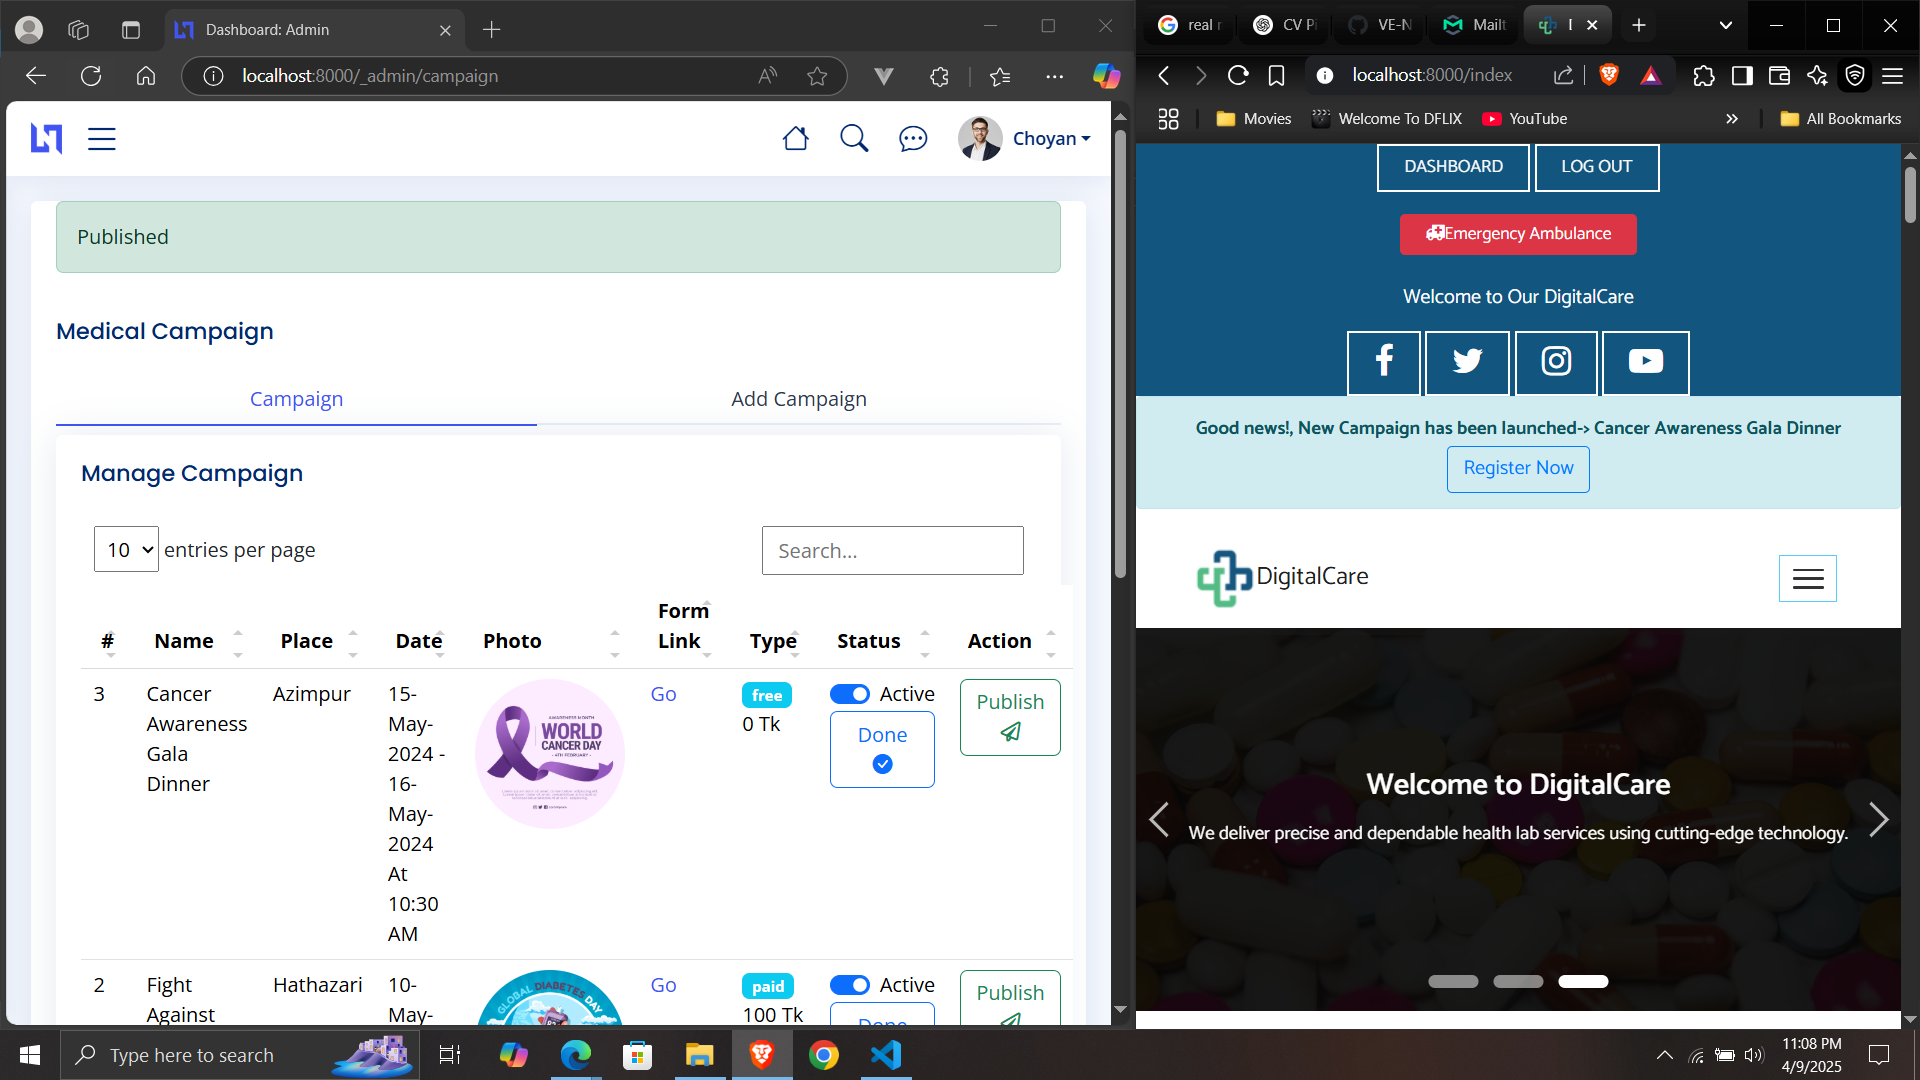 Dashboard: Admin
localhost:8000/_admin/campaign
Choyan
Published
Medical Campaign
Campaign
Add Campaign
Manage Campaign
10 entries per page
Search...
# Name Place Date Photo Form Link Type Status Action
3
Cancer
Awareness
Gala
Dinner
Azimpur
15-
May-
2024 -
16-
May-
2024
At
10:30
AM
AWARENESS MONTH
WORLD
CANCER DAY
- 4TH FEBRUARY -
Go
free
0 Tk
Active
Done
Publish
2
Fight
Against
Hathazari
10-
May-
GLOBAL DIABETES DAY
Go
paid
100 Tk
Active
Done
Publish
real r
CV Pi
VE-N
Mailt
localhost:8000/index
Movies
Welcome To DFLIX
YouTube
All Bookmarks
DASHBOARD
LOG OUT
Emergency Ambulance
Welcome to Our DigitalCare
Good news!, New Campaign has been launched-> Cancer Awareness Gala Dinner
Register Now
DigitalCare
Welcome to DigitalCare
We deliver precise and dependable health lab services using cutting-edge technology.
Type here to search
11:08 PM
4/9/2025